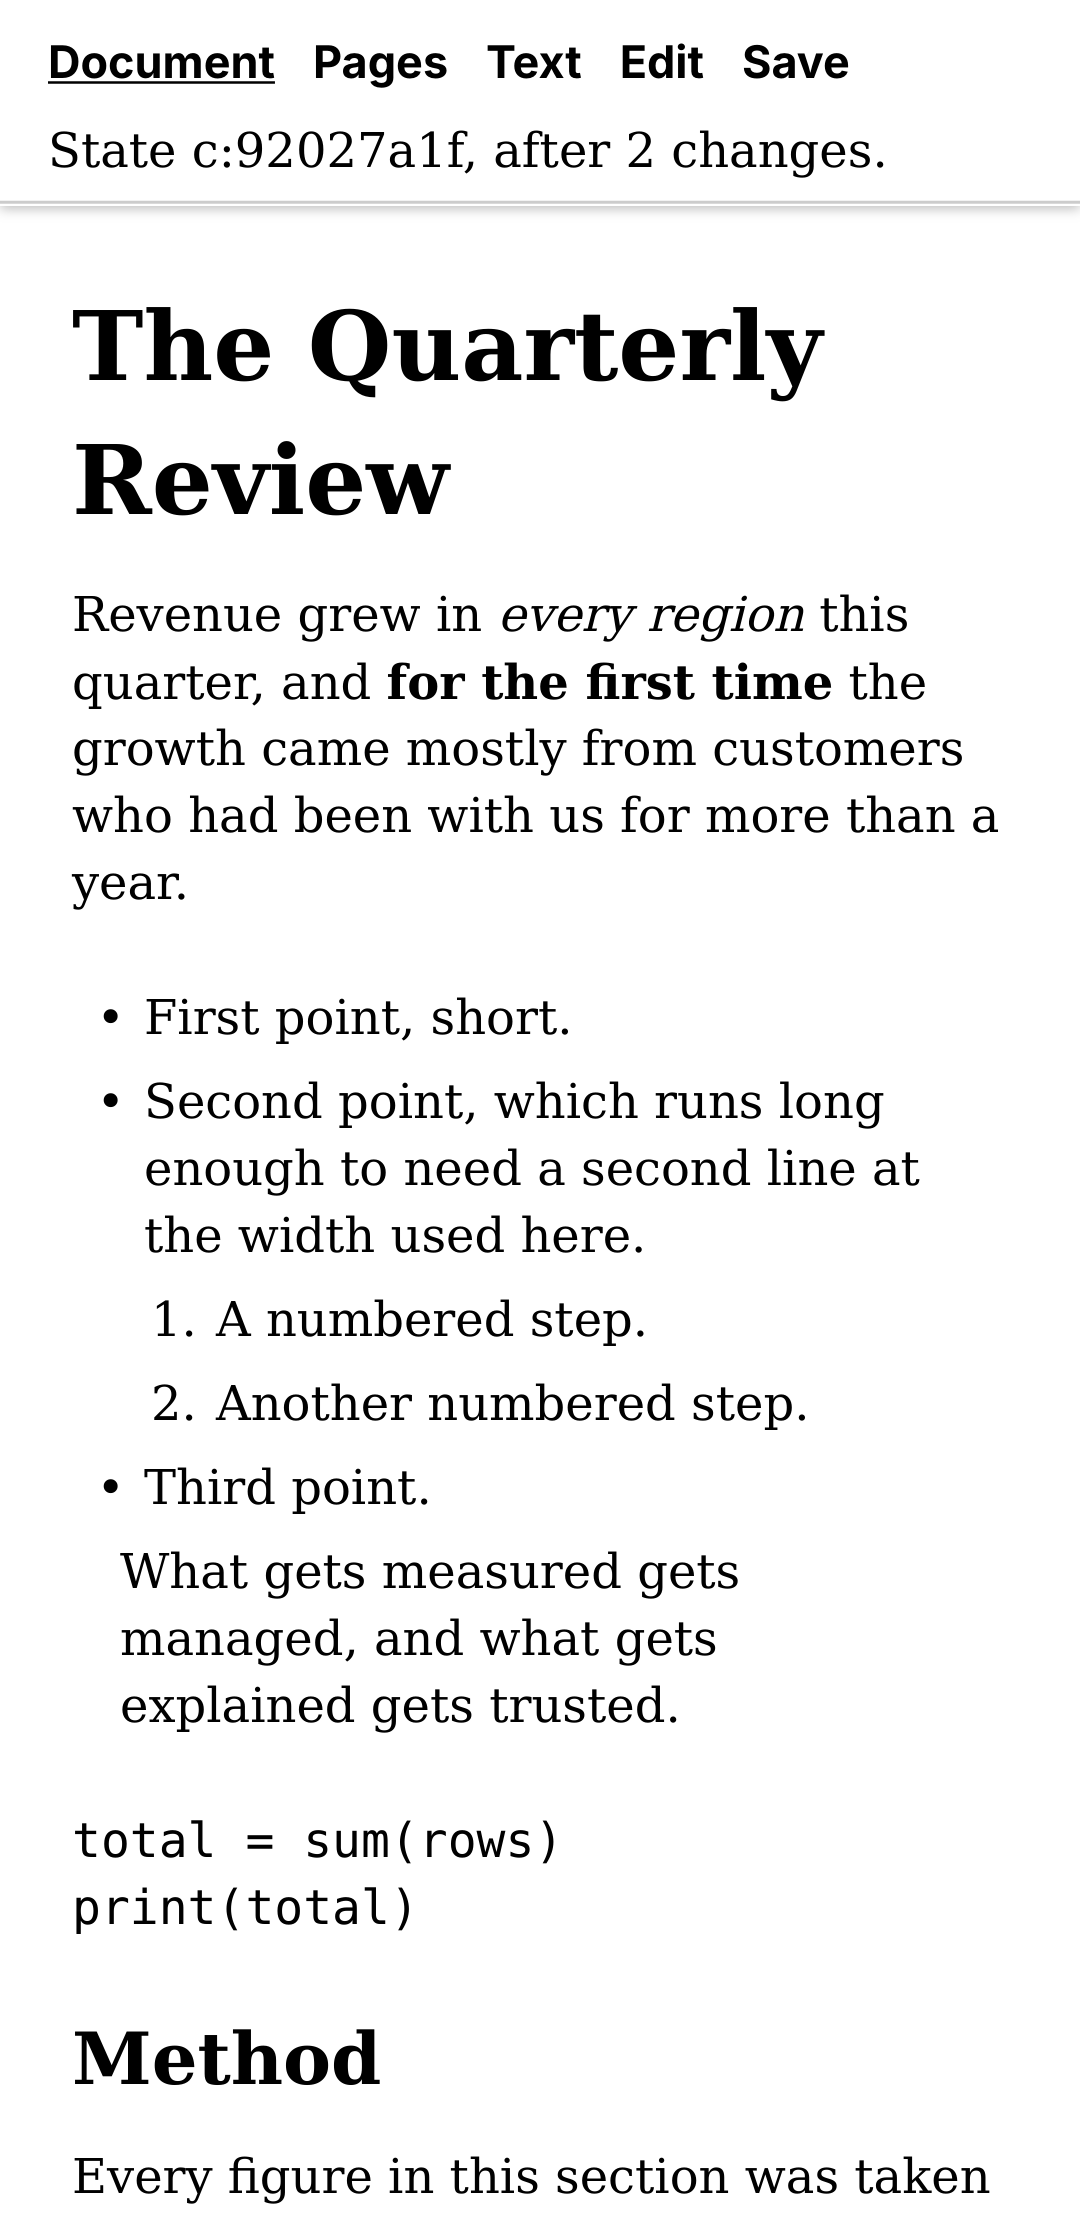 Document Pages Text Edit Save
State c:92027a1f, after 2 changes.
The Quarterly
Review
Revenue grew in every region this
quarter, and for the first time the
growth came mostly from customers
who had been with us for more than a
year.
• First point, short.
• Second point, which runs long
enough to need a second line at
the width used here.
1. A numbered step.
2. Another numbered step.
• Third point.
What gets measured gets
managed, and what gets
explained gets trusted.
total = sum(rows)
print(total)
Method
Every figure in this section was taken